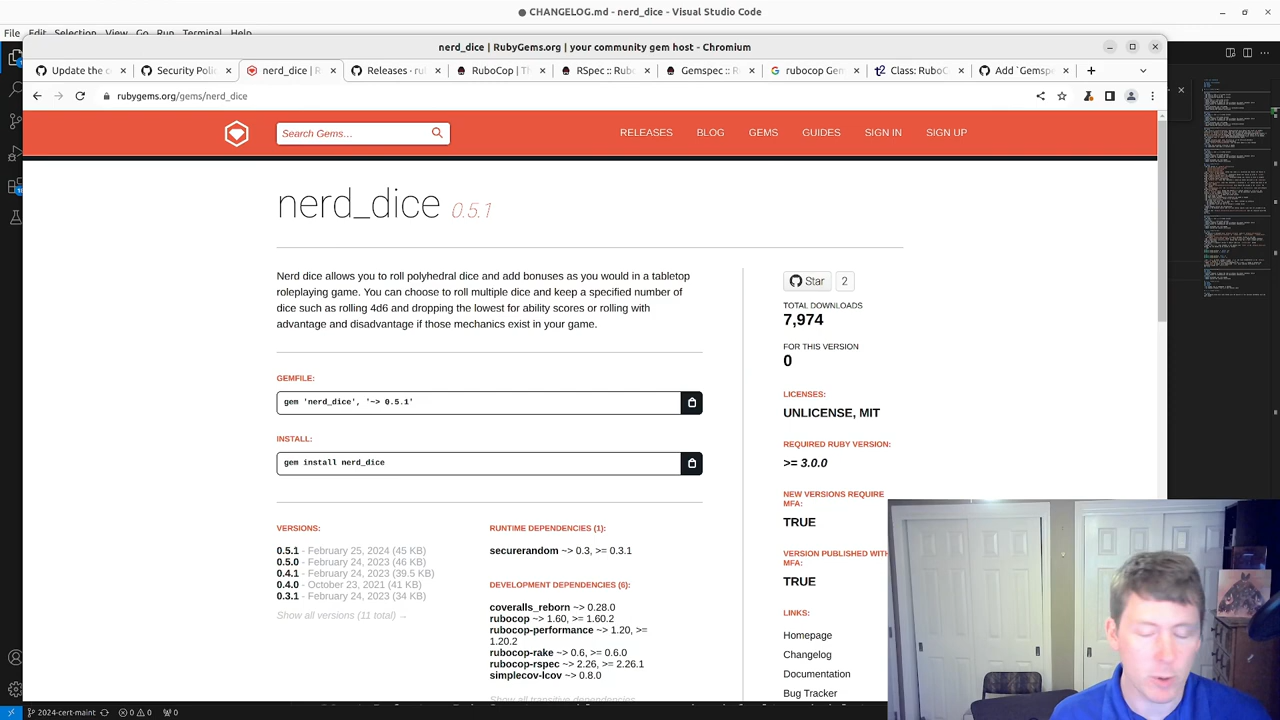 ● CHANGELOG.md - nerd_dice - Visual Studio Code
File Edit Selection View Go Run Terminal Help
nerd_dice | RubyGems.org | your community gem host - Chromium
Update the c
Security Poli
nerd_dice | R
Releases · ru
RuboCop | Th
RSpec :: Rub
Gemspec :: R
rubocop Gem
Class: RuboC
Add `Gemsp
rubygems.org/gems/nerd_dice
Search Gems...
RELEASES BLOG GEMS GUIDES SIGN IN SIGN UP
nerd_dice 0.5.1
Nerd dice allows you to roll polyhedral dice and add bonuses as you would in a tabletop
roleplaying game. You can choose to roll multiple dice and keep a specified number of
dice such as rolling 4d6 and dropping the lowest for ability scores or rolling with
advantage and disadvantage if those mechanics exist in your game.
Star 2
TOTAL DOWNLOADS
7,974
FOR THIS VERSION
0
GEMFILE:
gem 'nerd_dice', '~> 0.5.1'
INSTALL:
gem install nerd_dice
LICENSES:
UNLICENSE, MIT
REQUIRED RUBY VERSION:
>= 3.0.0
NEW VERSIONS REQUIRE
MFA:
TRUE
VERSION PUBLISHED WITH
MFA:
TRUE
LINKS:
Homepage
Changelog
Documentation
Bug Tracker
VERSIONS:
0.5.1 - February 25, 2024 (45 KB)
0.5.0 - February 24, 2023 (46 KB)
0.4.1 - February 24, 2023 (39.5 KB)
0.4.0 - October 23, 2021 (41 KB)
0.3.1 - February 24, 2023 (34 KB)
Show all versions (11 total) →
RUNTIME DEPENDENCIES (1):
securerandom ~> 0.3, >= 0.3.1
DEVELOPMENT DEPENDENCIES (6):
coveralls_reborn ~> 0.28.0
rubocop ~> 1.60, >= 1.60.2
rubocop-performance ~> 1.20, >=
1.20.2
rubocop-rake ~> 0.6, >= 0.6.0
rubocop-rspec ~> 2.26, >= 2.26.1
simplecov-lcov ~> 0.8.0
Show all transitive dependencies
2024-cert-maint 0 0 0